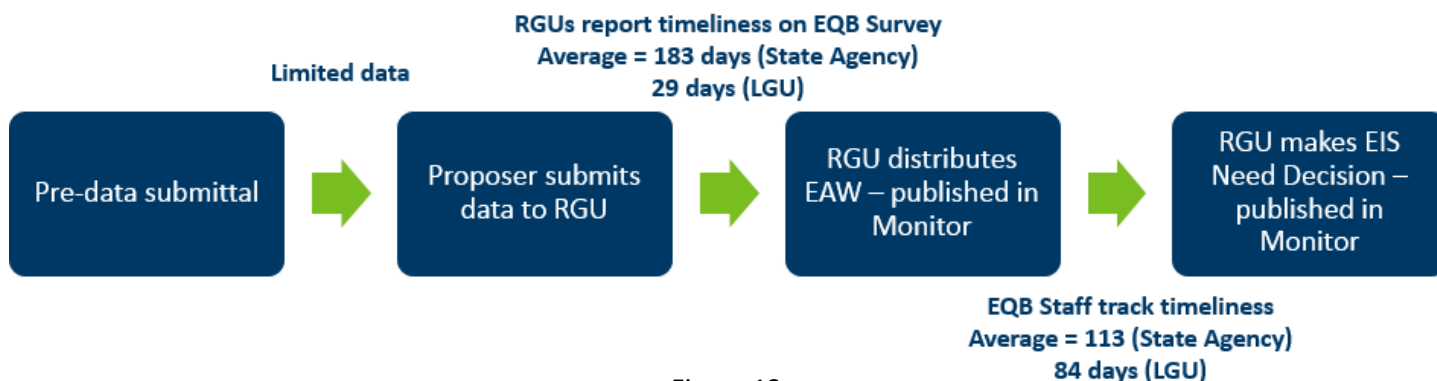 RGUs report timeliness on EQB Survey
Average = 183 days (State Agency)
29 days (LGU)
Limited data
Pre-data submittal
Proposer submits
data to RGU
RGU distributes
EAW – published in
Monitor
RGU makes EIS
Need Decision –
published in
Monitor
EQB Staff track timeliness
Average = 113 (State Agency)
84 days (LGU)